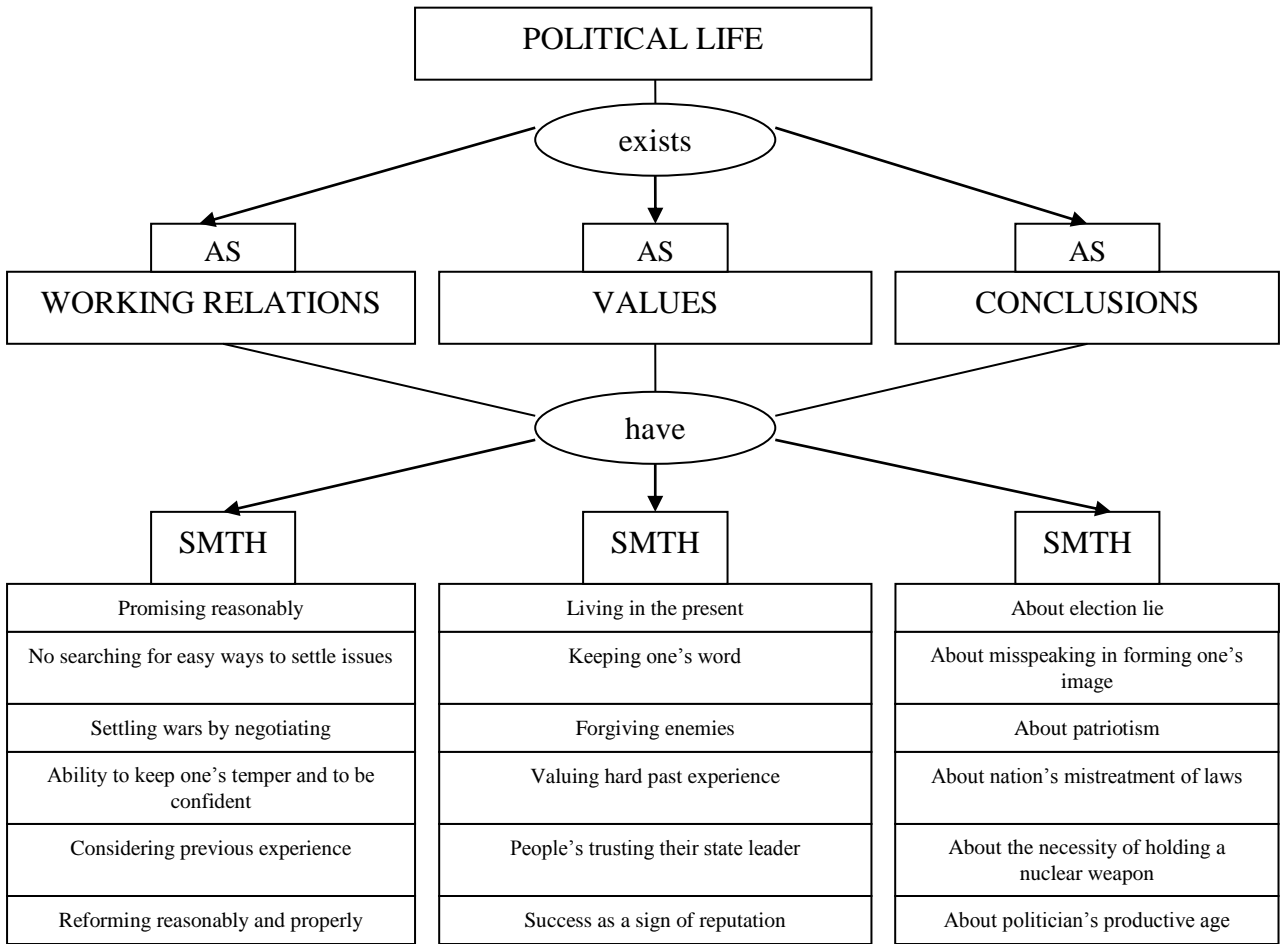 POLITICAL LIFE
exists
AS
AS
AS
WORKING RELATIONS
VALUES
CONCLUSIONS
have
SMTH
SMTH
SMTH
Promising reasonably
Living in the present
About election lie
No searching for easy ways to settle issues
Keeping one's word
About misspeaking in forming one's
image
Settling wars by negotiating
Forgiving enemies
About patriotism
Ability to keep one's temper and to be
confident
Valuing hard past experience
About nation's mistreatment of laws
Considering previous experience
People's trusting their state leader
About the necessity of holding a
nuclear weapon
Reforming reasonably and properly
Success as a sign of reputation
About politician's productive age